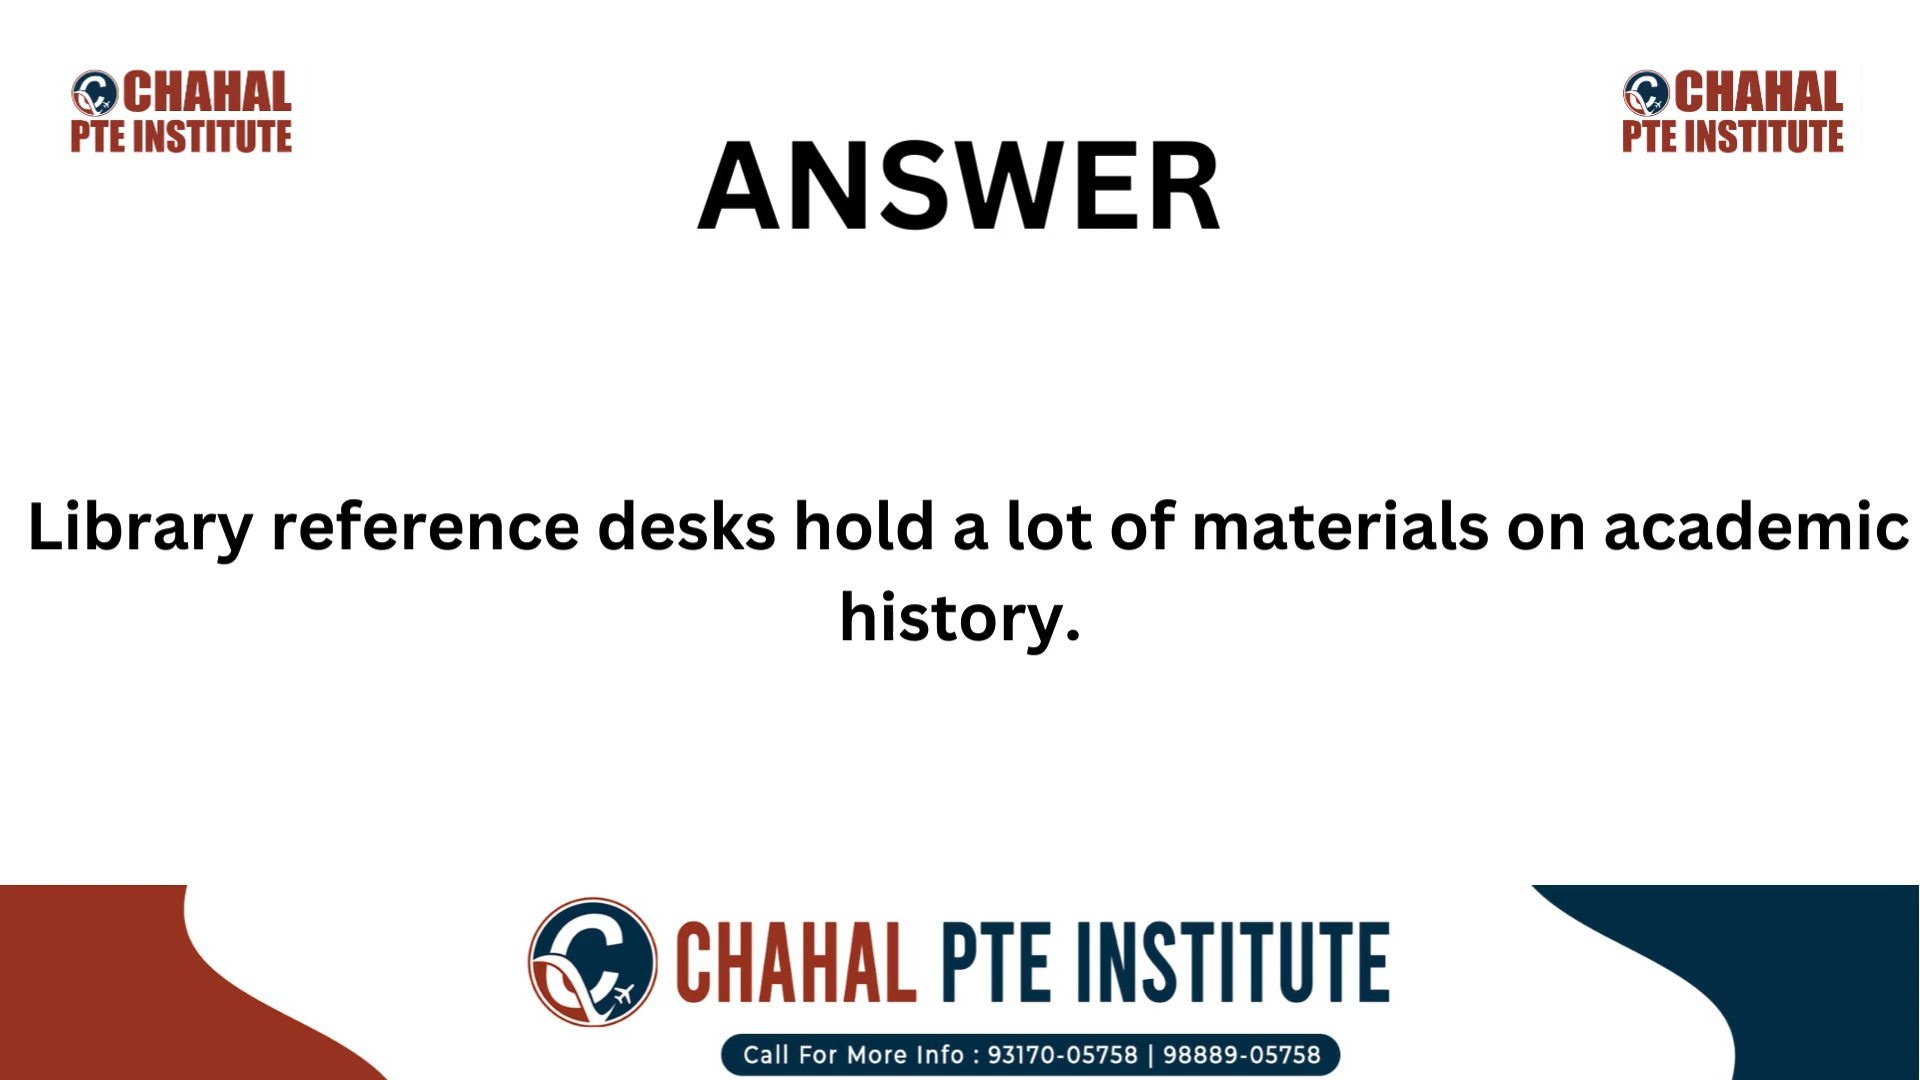 CHAHAL
PTE INSTITUTE
CHAHAL
PTE INSTITUTE
ANSWER
Library reference desks hold a lot of materials on academic
history.
CHAHAL PTE INSTITUTE
Call For More Info : 93170-05758 | 98889-05758